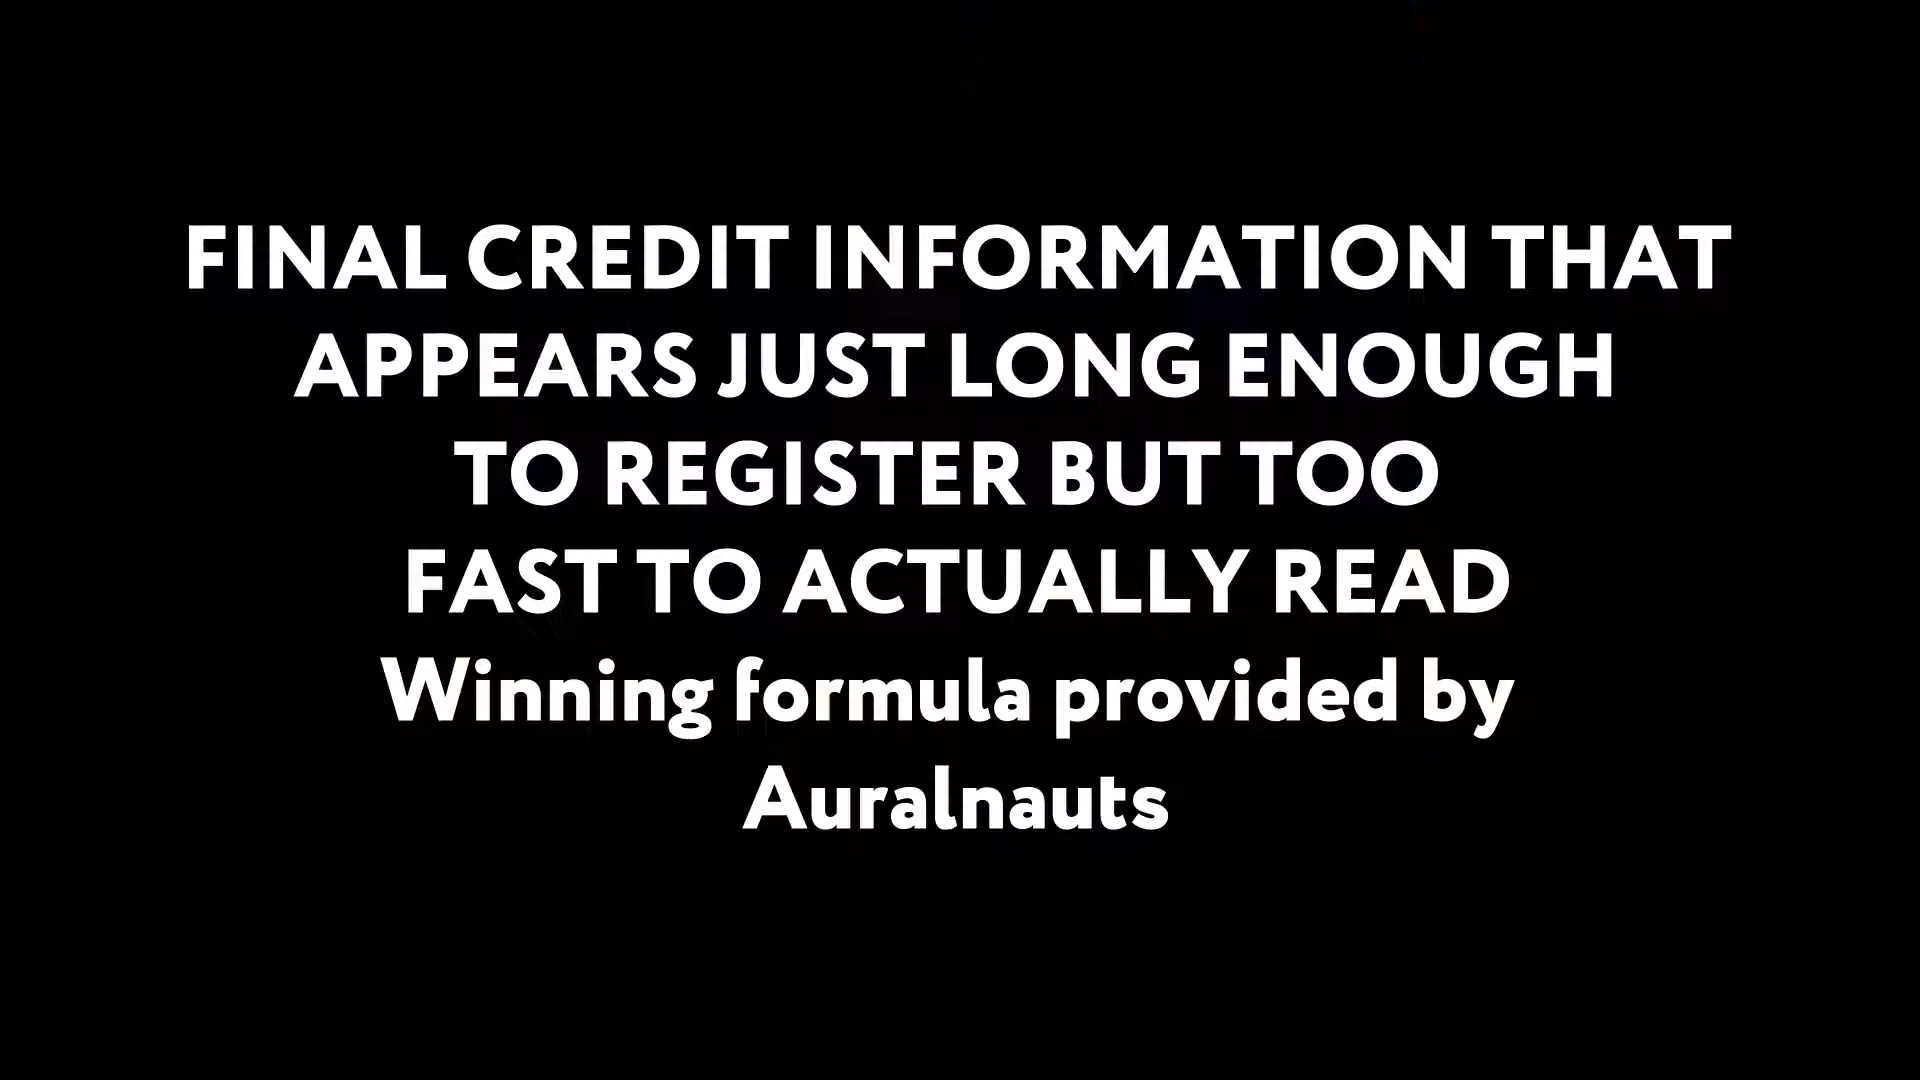 FINAL CREDIT INFORMATION THAT
APPEARS JUST LONG ENOUGH
TO REGISTER BUT TOO
FAST TO ACTUALLY READ
Winning formula provided by
Auralnauts